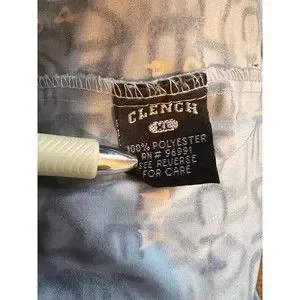 CLENCH
XL
100% POLYESTER
RN# 96991
SEE REVERSE
FOR CARE